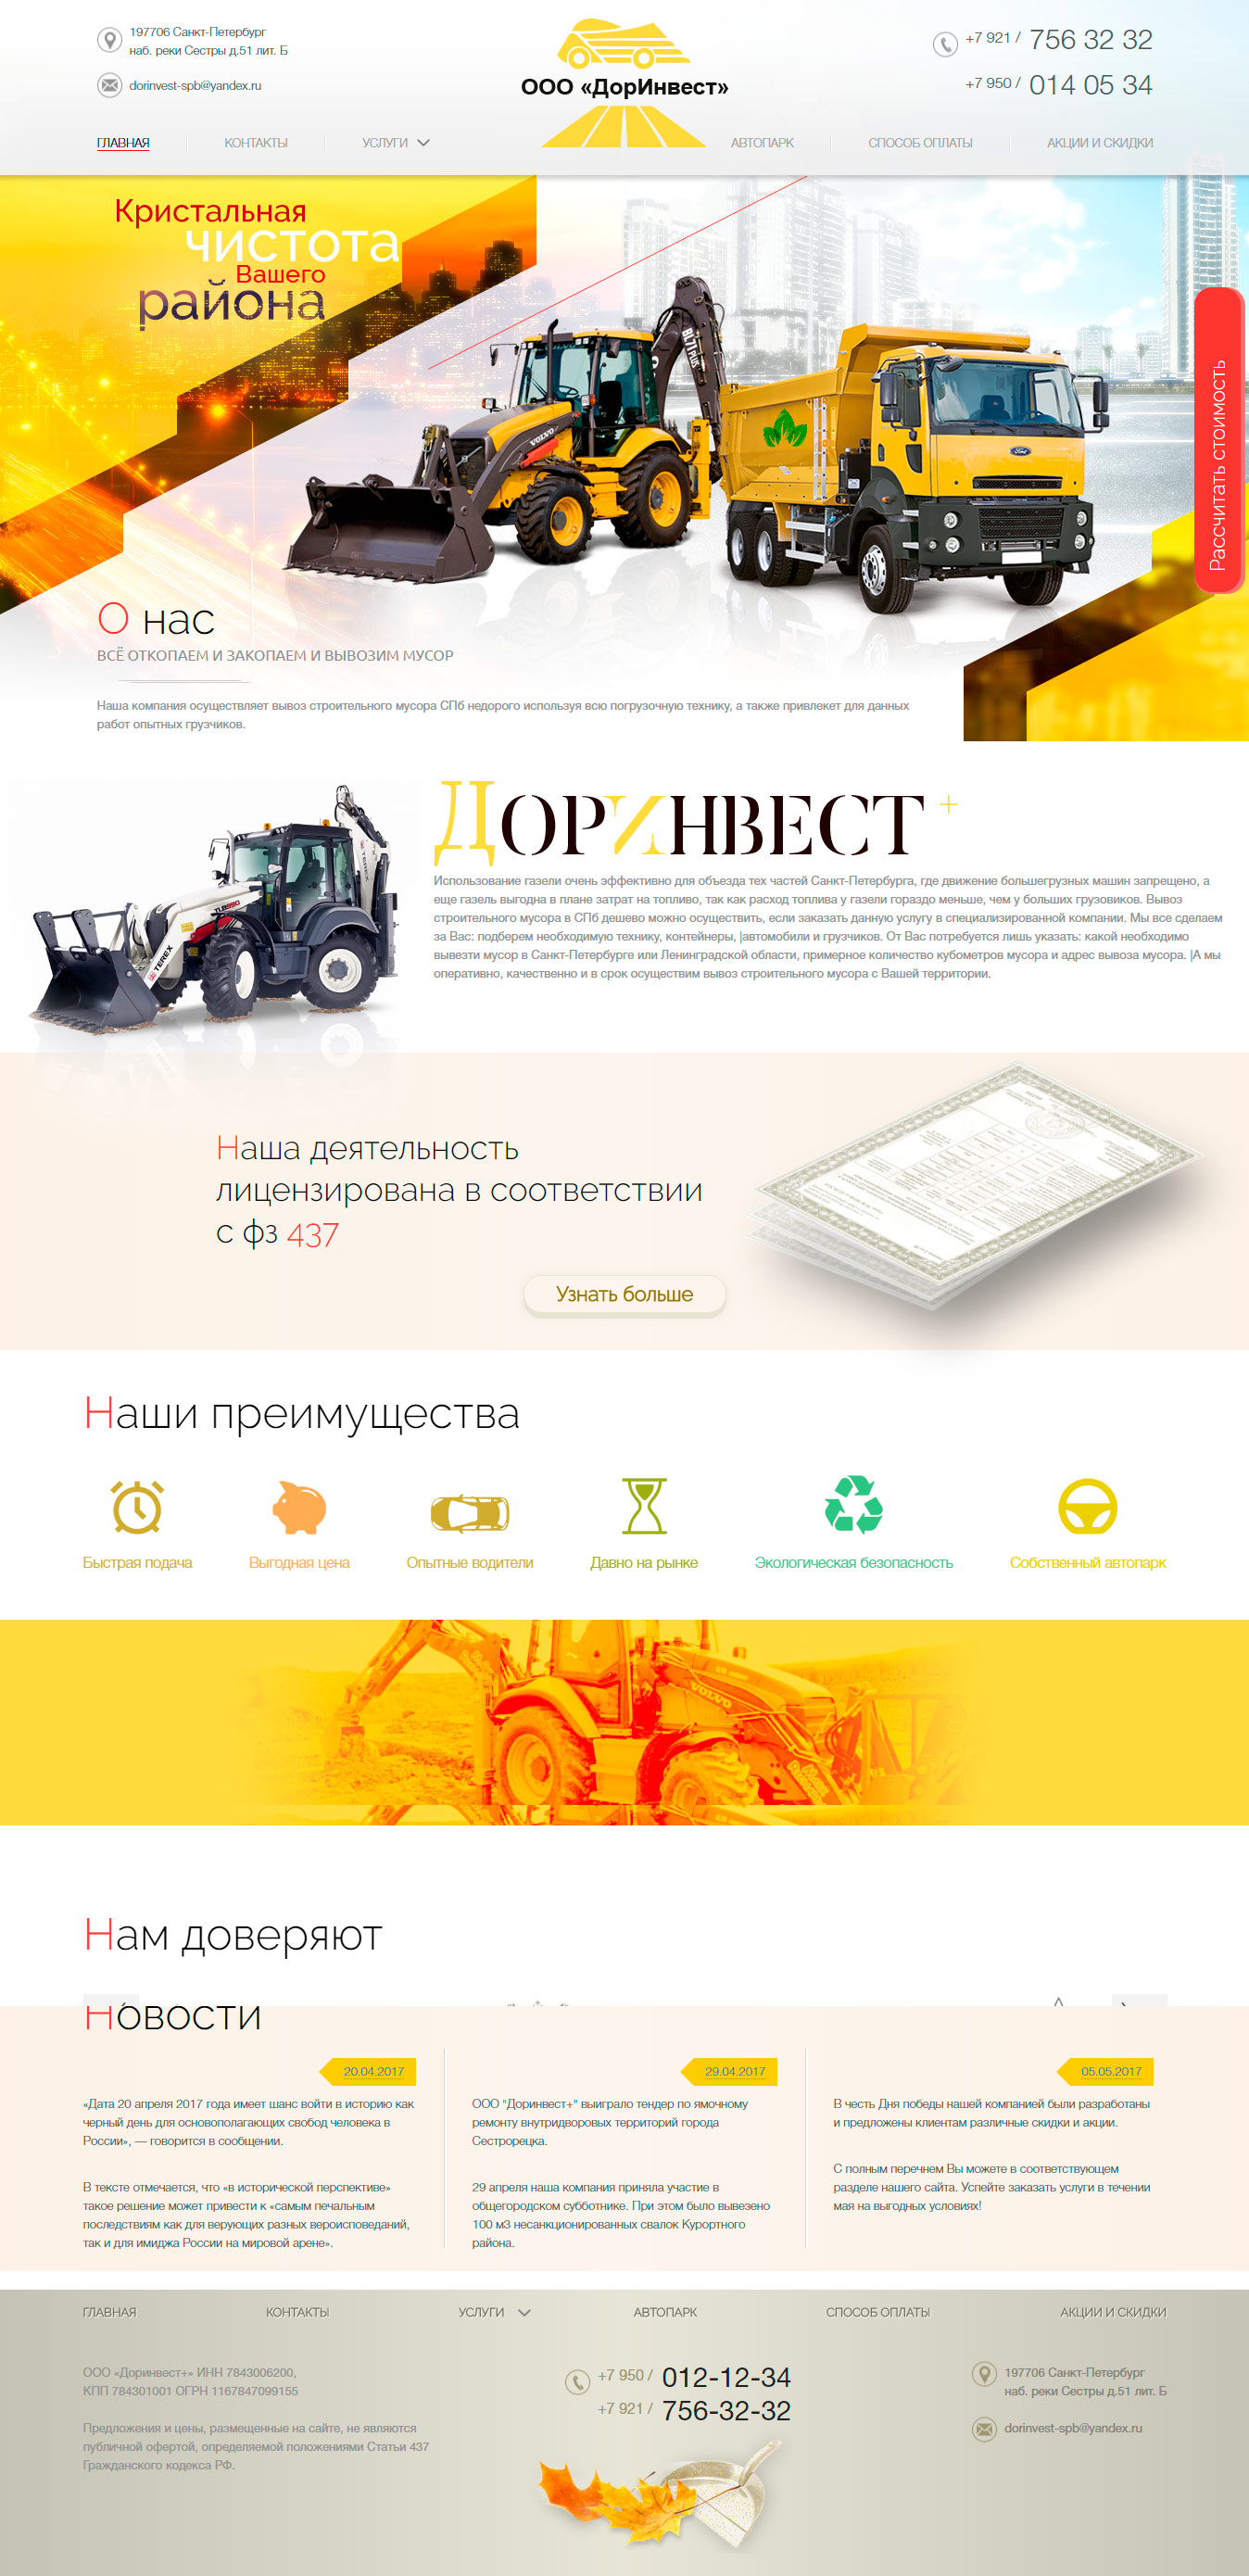 197706 Санкт-Петербург
наб. реки Сестры д.51 лит. Б
dorinvest-spb@yandex.ru
ООО «ДорИнвест»
+7 921 / 756 32 32
+7 950 / 014 05 34
ГЛАВНАЯ
КОНТАКТЫ
УСЛУГИ
АВТОПАРК
СПОСОБ ОПЛАТЫ
АКЦИИ И СКИДКИ
Кристальная
чистота
Вашего
района
BL71 PLUS
VOLVO
Ford
Рассчитать стоимость
О нас
ВСЁ ОТКОПАЕМ И ЗАКОПАЕМ И ВЫВОЗИМ МУСОР
Наша компания осуществляет вывоз строительного мусора СПб недорого используя всю погрузочную технику, а также привлекет для данных
работ опытных грузчиков.
ДОРИНВЕСТ +
TEREX
TLB890
TEREX
Использование газели очень эффективно для объезда тех частей Санкт-Петербурга, где движение большегрузных машин запрещено, а
еще газель выгодна в плане затрат на топливо, так как расход топлива у газели гораздо меньше, чем у больших грузовиков. Вывоз
строительного мусора в СПб дешево можно осуществить, если заказать данную услугу в специализированной компании. Мы все сделаем
за Вас: подберем необходимую технику, контейнеры, |автомобили и грузчиков. От Вас потребуется лишь указать: какой необходимо
вывезти мусор в Санкт-Петербурге или Ленинградской области, примерное количество кубометров мусора и адрес вывоза мусора. |А мы
оперативно, качественно и в срок осуществим вывоз строительного мусора с Вашей территории.
Наша деятельность
лицензирована в соответствии
с фз 437
Узнать больше
Наши преимущества
Быстрая подача
Выгодная цена
Опытные водители
Давно на рынке
Экологическая безопасность
Собственный автопарк
VOLVO
Нам доверяют
Новости
20.04.2017
«Дата 20 апреля 2017 года имеет шанс войти в историю как
черный день для основополагающих свобод человека в
России», — говорится в сообщении.
В тексте отмечается, что «в исторической перспективе»
такое решение может привести к «самым печальным
последствиям как для верующих разных вероисповеданий,
так и для имиджа России на мировой арене».
29.04.2017
ООО "Доринвест+" выиграло тендер по ямочному
ремонту внутридворовых территорий города
Сестрорецка.
29 апреля наша компания приняла участие в
общегородском субботнике. При этом было вывезено
100 м3 несанкционированных свалок Курортного
района.
05.05.2017
В честь Дня победы нашей компанией были разработаны
и предложены клиентам различные скидки и акции.
С полным перечнем Вы можете в соответствующем
разделе нашего сайта. Успейте заказать услуги в течении
мая на выгодных условиях!
ГЛАВНАЯ
КОНТАКТЫ
УСЛУГИ
АВТОПАРК
СПОСОБ ОПЛАТЫ
АКЦИИ И СКИДКИ
ООО «Доринвест+» ИНН 7843006200,
КПП 784301001 ОГРН 1167847099155
Предложения и цены, размещенные на сайте, не являются
публичной офертой, определяемой положениями Статьи 437
Гражданского кодекса РФ.
+7 950 / 012-12-34
+7 921 / 756-32-32
197706 Санкт-Петербург
наб. реки Сестры д.51 лит. Б
dorinvest-spb@yandex.ru